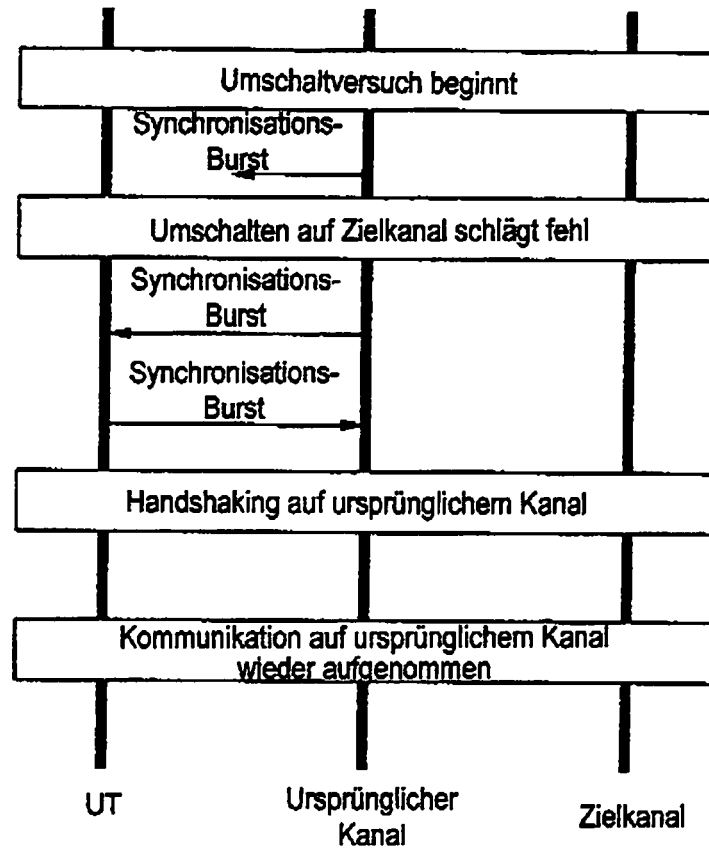 Umschaltversuch beginnt
Synchronisations-
Burst
Umschalten auf Zielkanal schlägt fehl
Synchronisations-
Burst
Synchronisations-
Burst
Handshaking auf ursprünglichem Kanal
Kommunikation auf ursprünglichem Kanal
wieder aufgenommen
UT
Ursprünglicher
Kanal
Zielkanal